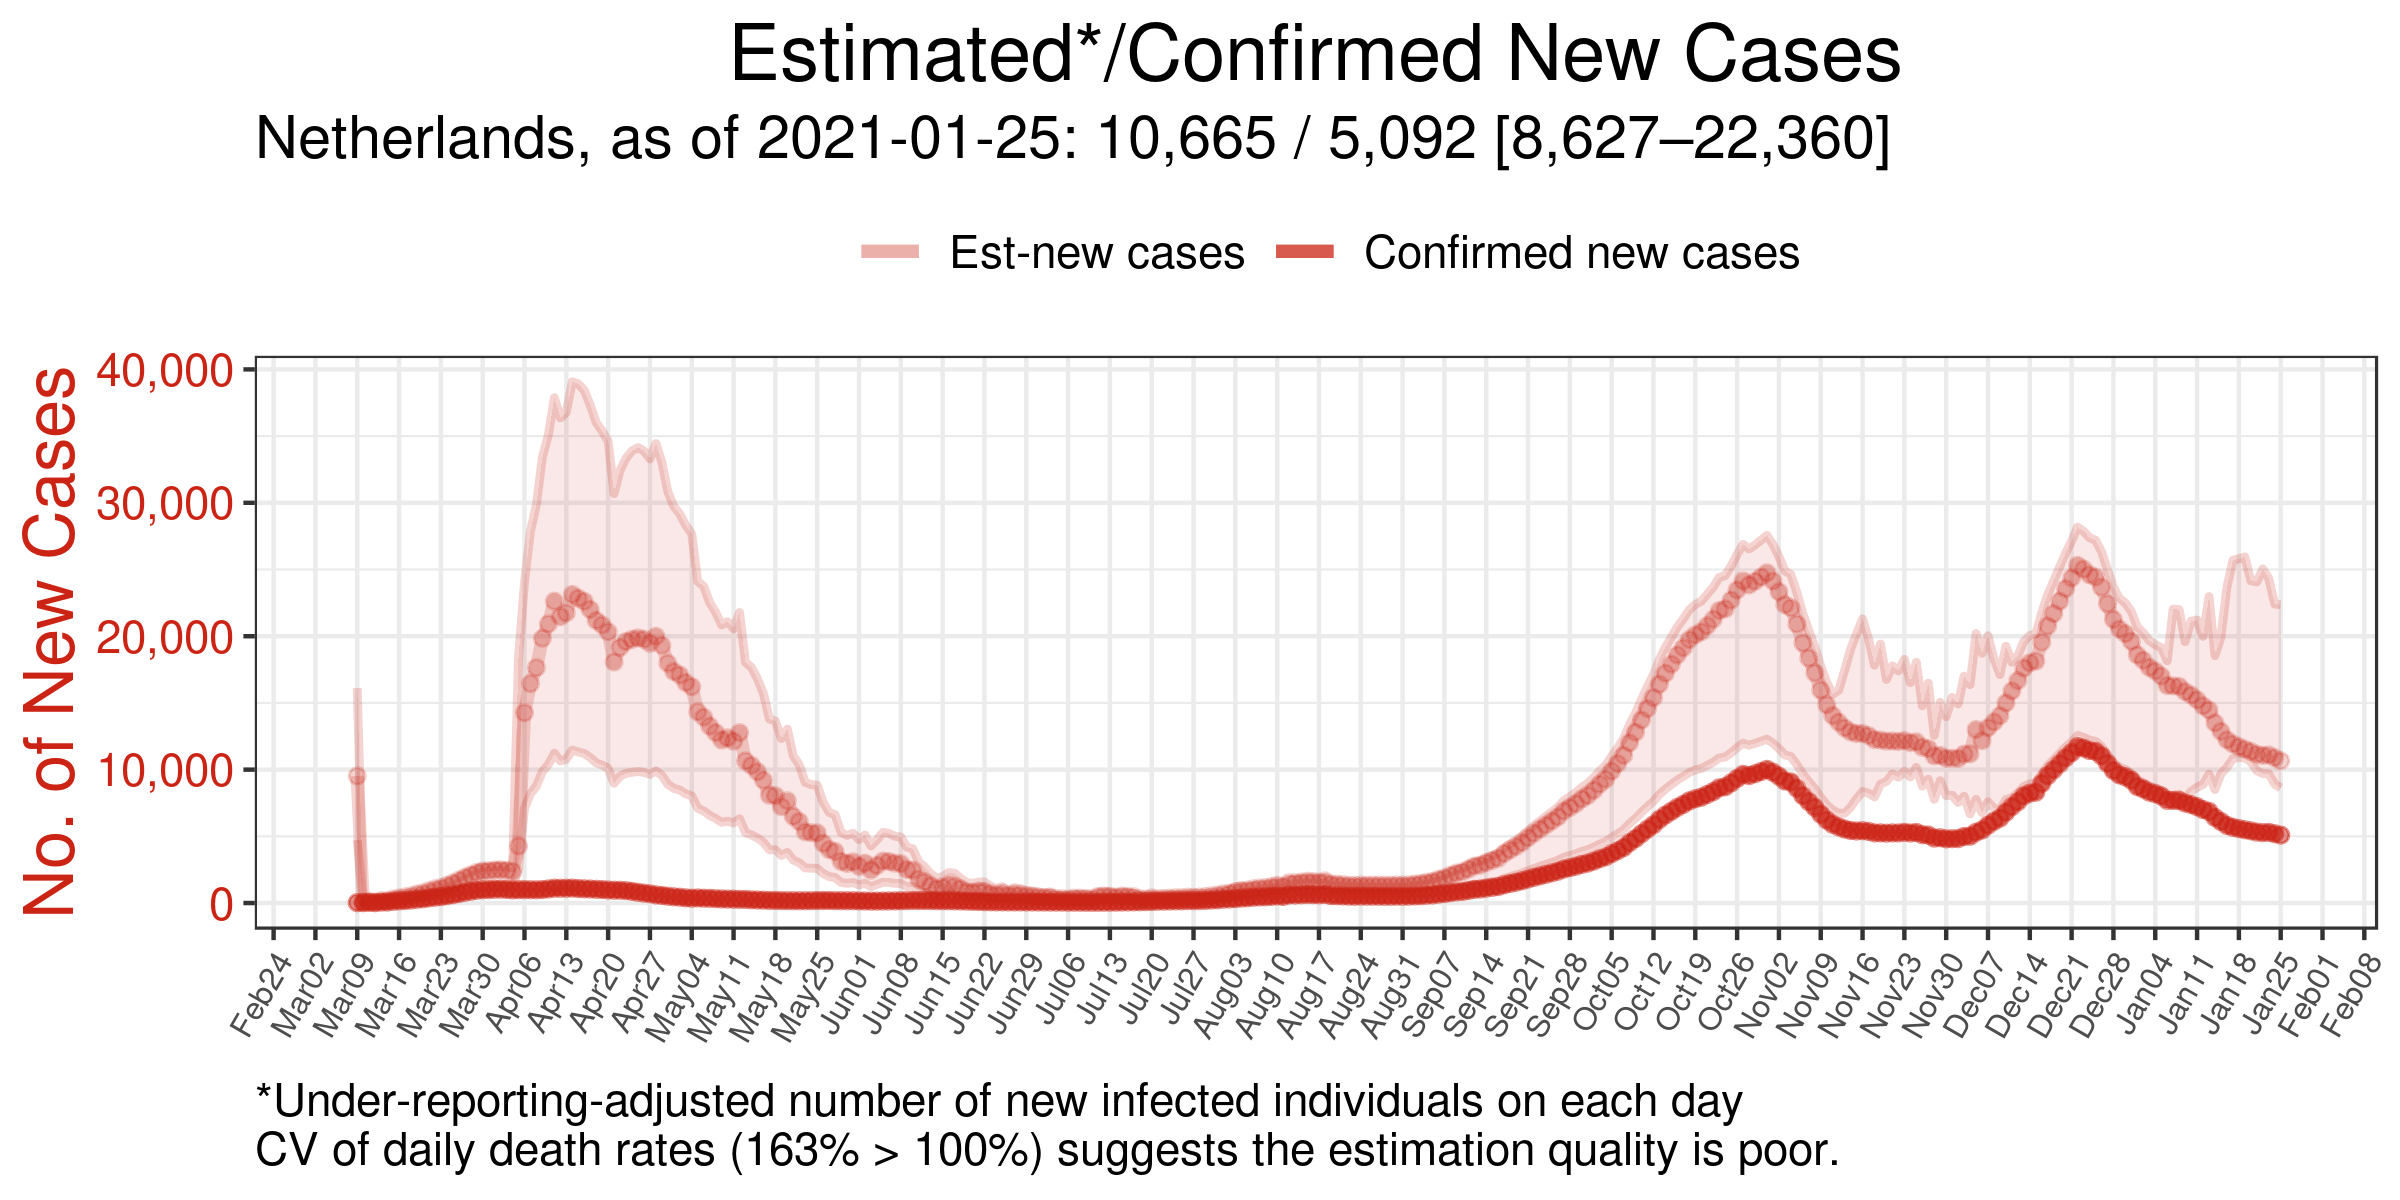 Estimated*/Confirmed New Cases
Netherlands, as of 2021-01-25: 10,665 / 5,092 [8,627–22,360]
Est-new cases
Confirmed new cases
No. of New Cases
40,000
30,000
20,000
10,000
0
Feb24
Mar02
Mar09
Mar16
Mar23
Mar30
Apr06
Apr13
Apr20
Apr27
May04
May11
May18
May25
Jun01
Jun08
Jun15
Jun22
Jun29
Jul06
Jul13
Jul20
Jul27
Aug03
Aug10
Aug17
Aug24
Aug31
Sep07
Sep14
Sep21
Sep28
Oct05
Oct12
Oct19
Oct26
Nov02
Nov09
Nov16
Nov23
Nov30
Dec07
Dec14
Dec21
Dec28
Jan04
Jan11
Jan18
Jan25
Feb01
Feb08
*Under-reporting-adjusted number of new infected individuals on each day
CV of daily death rates (163% > 100%) suggests the estimation quality is poor.